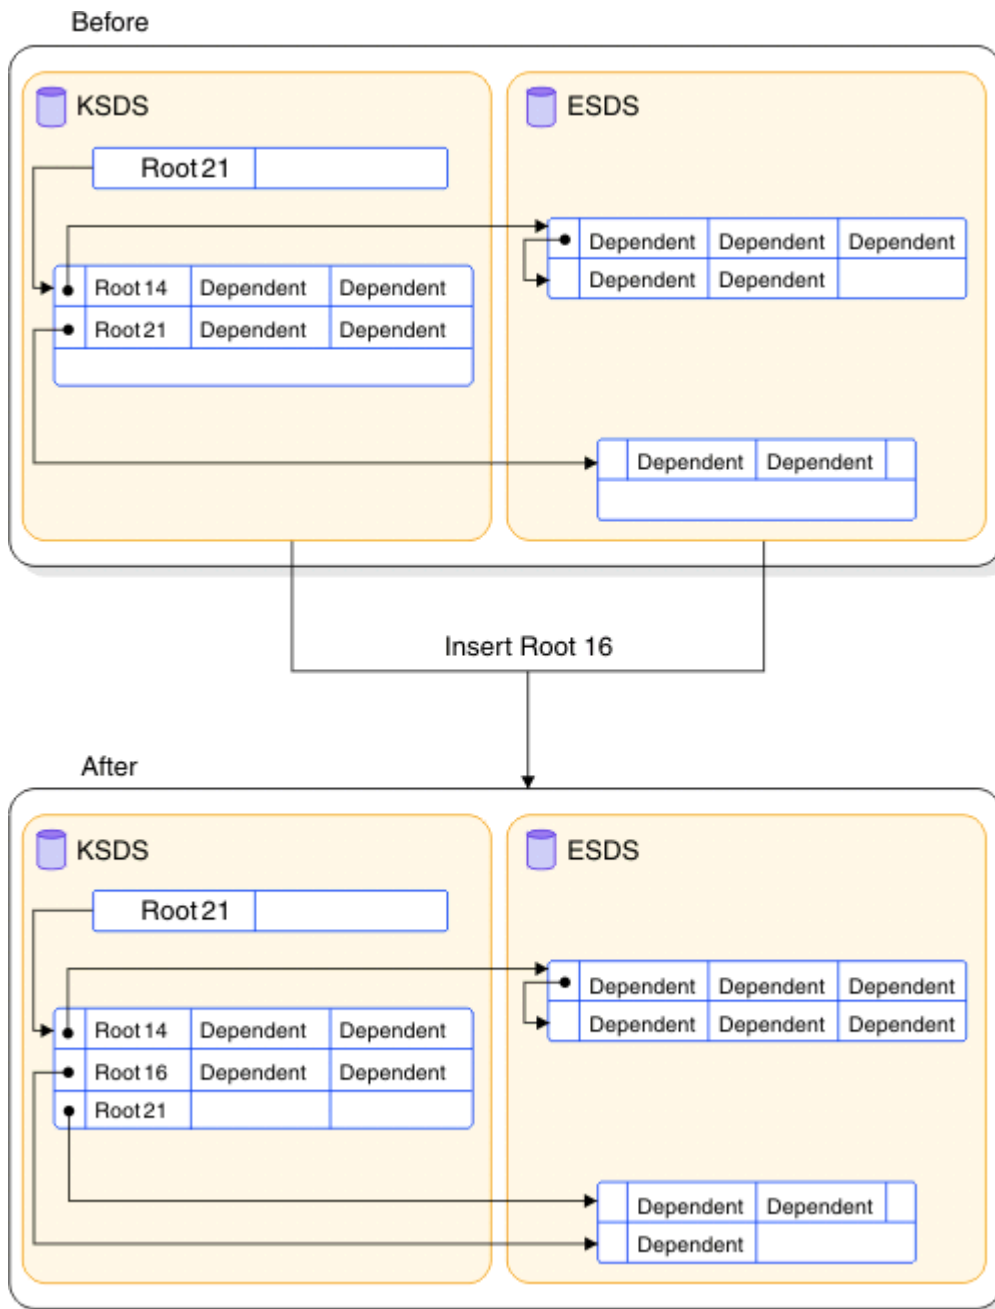 Before
KSDS
ESDS
Root 21
Dependent Dependent Dependent
Root 14 Dependent Dependent
Dependent Dependent
Root 21 Dependent Dependent
Dependent Dependent
Insert Root 16
After
KSDS
ESDS
Root 21
Dependent Dependent Dependent
Root 14 Dependent Dependent
Dependent Dependent Dependent
Root 16 Dependent Dependent
Root 21
Dependent Dependent
Dependent